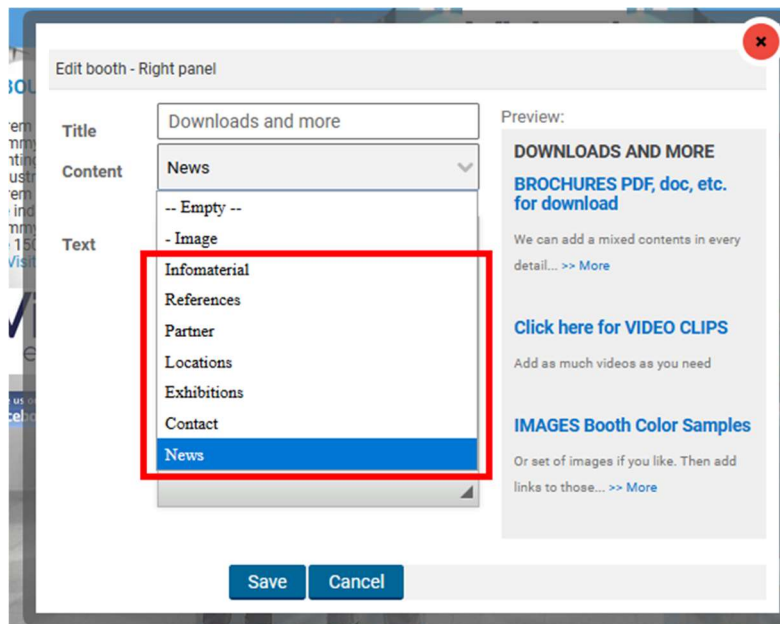 Edit booth - Right panel
Title
Downloads and more
Content
News
-- Empty --
- Image
Infomaterial
References
Partner
Locations
Exhibitions
Contact
News
Text
Preview:
DOWNLOADS AND MORE
BROCHURES PDF, doc, etc.
for download
We can add a mixed contents in every
detail... >> More
Click here for VIDEO CLIPS
Add as much videos as you need
IMAGES Booth Color Samples
Or set of images if you like. Then add
links to those... >> More
Save
Cancel